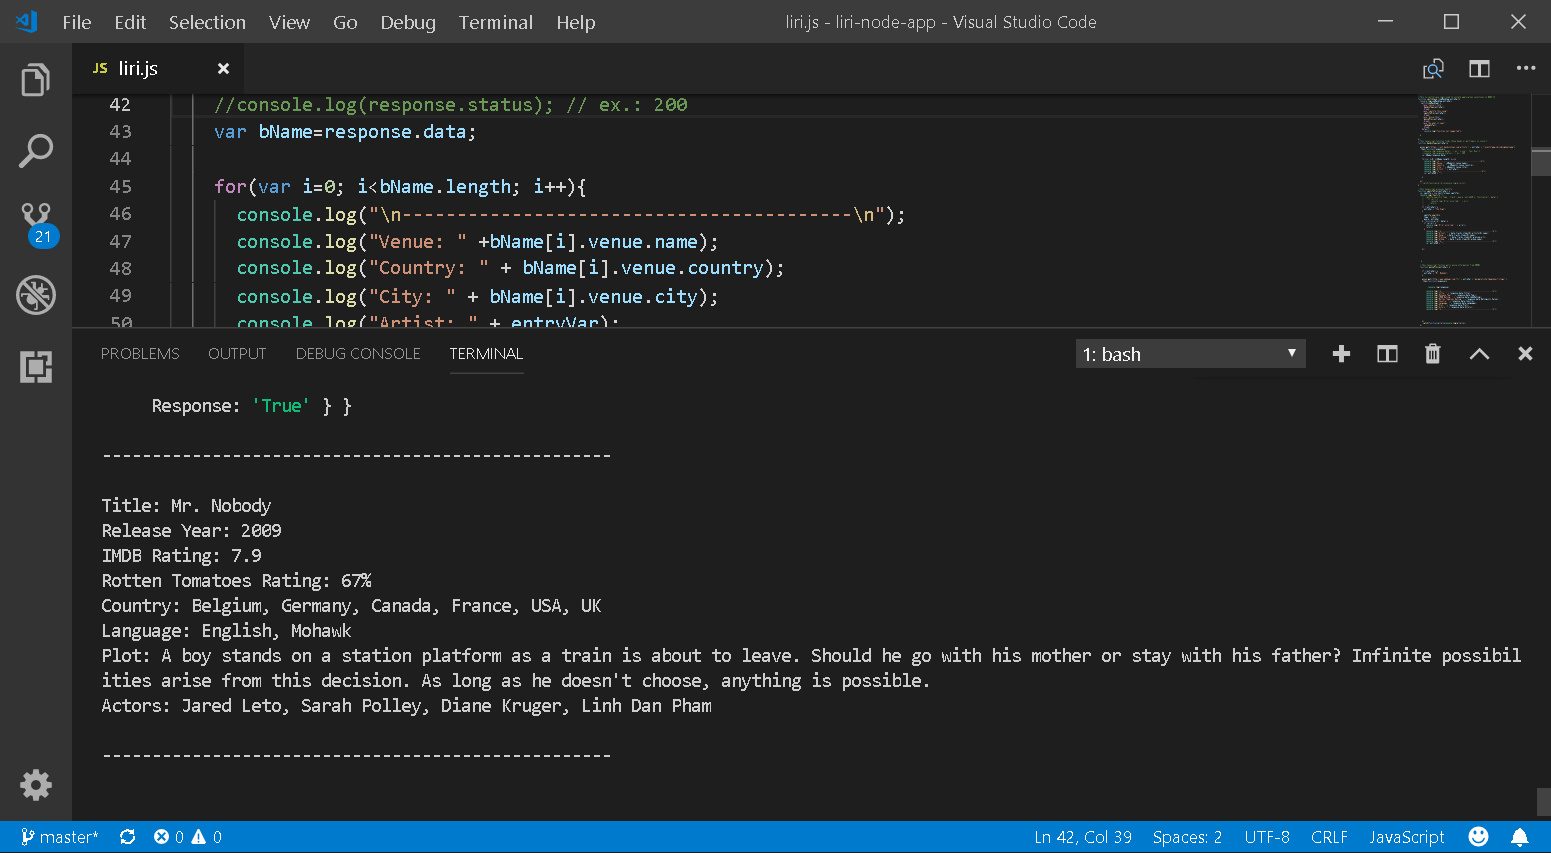 File Edit Selection View Go Debug Terminal Help liri.js - liri-node-app - Visual Studio Code
JS liri.js
42 //console.log(response.status); // ex.: 200
43 var bName=response.data;
44
45 for(var i=0; i<bName.length; i++){
46 console.log("\n-----------------------------------------\n");
47 console.log("Venue: " +bName[i].venue.name);
48 console.log("Country: " + bName[i].venue.country);
49 console.log("City: " + bName[i].venue.city);
50 console.log("Artist: " + entryVar);
21
PROBLEMS OUTPUT DEBUG CONSOLE TERMINAL 1: bash
Response: 'True' } }
---------------------------------------------------
Title: Mr. Nobody
Release Year: 2009
IMDB Rating: 7.9
Rotten Tomatoes Rating: 67%
Country: Belgium, Germany, Canada, France, USA, UK
Language: English, Mohawk
Plot: A boy stands on a station platform as a train is about to leave. Should he go with his mother or stay with his father? Infinite possibil
ities arise from this decision. As long as he doesn't choose, anything is possible.
Actors: Jared Leto, Sarah Polley, Diane Kruger, Linh Dan Pham
---------------------------------------------------
master* 0 0 Ln 42, Col 39 Spaces: 2 UTF-8 CRLF JavaScript